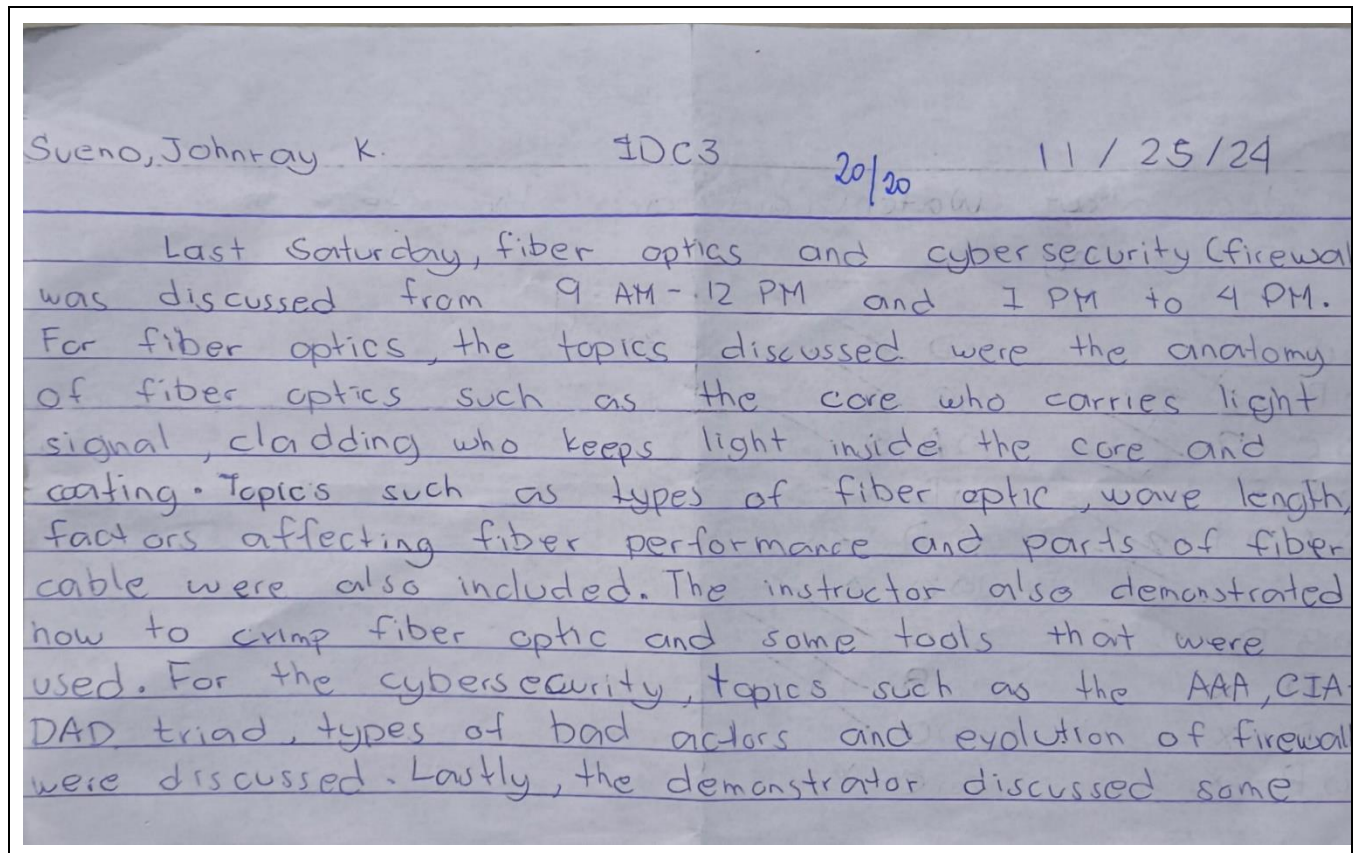 Sueno, Johnray K. 1DC3 20/20 11/25/24
Last Saturday, fiber optics and cybersecurity (firewal
was discussed from 9 AM - 12 PM and 1 PM to 4 PM.
For fiber optics, the topics discussed were the anatomy
of fiber optics such as the core who carries light
signal, cladding who keeps light inside the core and
coating. Topics such as types of fiber optic, wave length,
factors affecting fiber performance and parts of fiber
cable were also included. The instructor also demonstrated
how to crimp fiber optic and some tools that were
used. For the cybersecurity, topics such as the AAA, CIA-
DAD triad, types of bad actors and evolution of firewall
were discussed. Lastly, the demonstrator discussed some